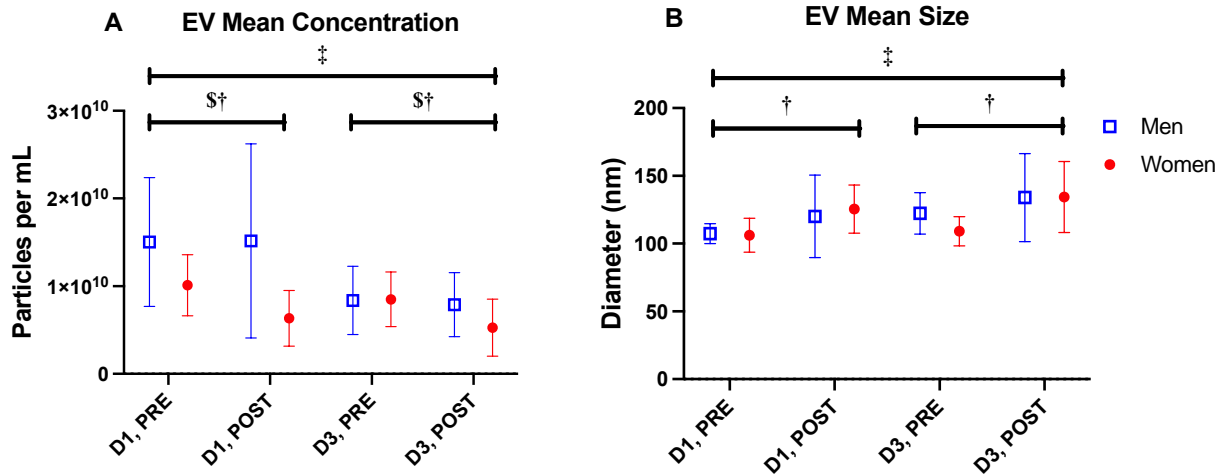 A
EV Mean Concentration
‡
$†
$†
3×10¹⁰
2×10¹⁰
1×10¹⁰
0
Particles per mL
D1, PRE
D1, POST
D3, PRE
D3, POST
B
EV Mean Size
‡
†
†
200
150
100
50
0
Diameter (nm)
D1, PRE
D1, POST
D3, PRE
D3, POST
Men
Women